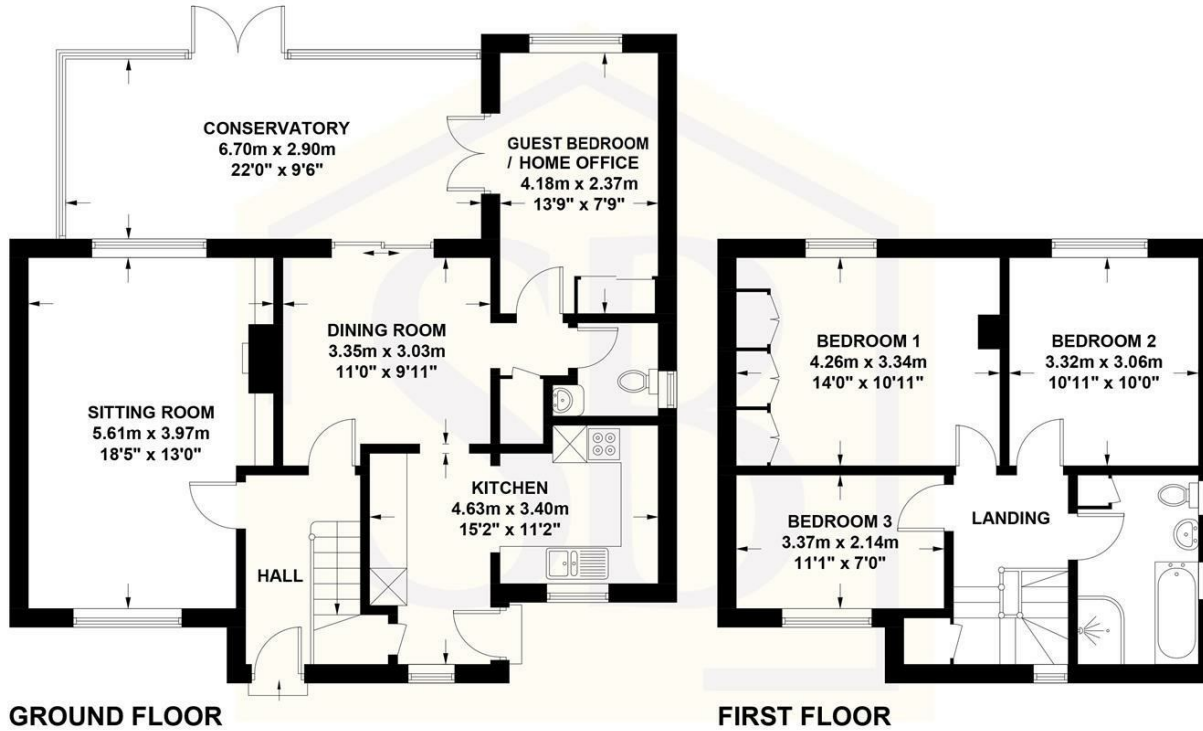 CONSERVATORY
6.70m x 2.90m
22'0" x 9'6"
GUEST BEDROOM
/ HOME OFFICE
4.18m x 2.37m
13'9" x 7'9"
DINING ROOM
3.35m x 3.03m
11'0" x 9'11"
SITTING ROOM
5.61m x 3.97m
18'5" x 13'0"
KITCHEN
4.63m x 3.40m
15'2" x 11'2"
HALL
GROUND FLOOR
BEDROOM 1
4.26m x 3.34m
14'0" x 10'11"
BEDROOM 2
3.32m x 3.06m
10'11" x 10'0"
BEDROOM 3
3.37m x 2.14m
11'1" x 7'0"
LANDING
FIRST FLOOR
SB